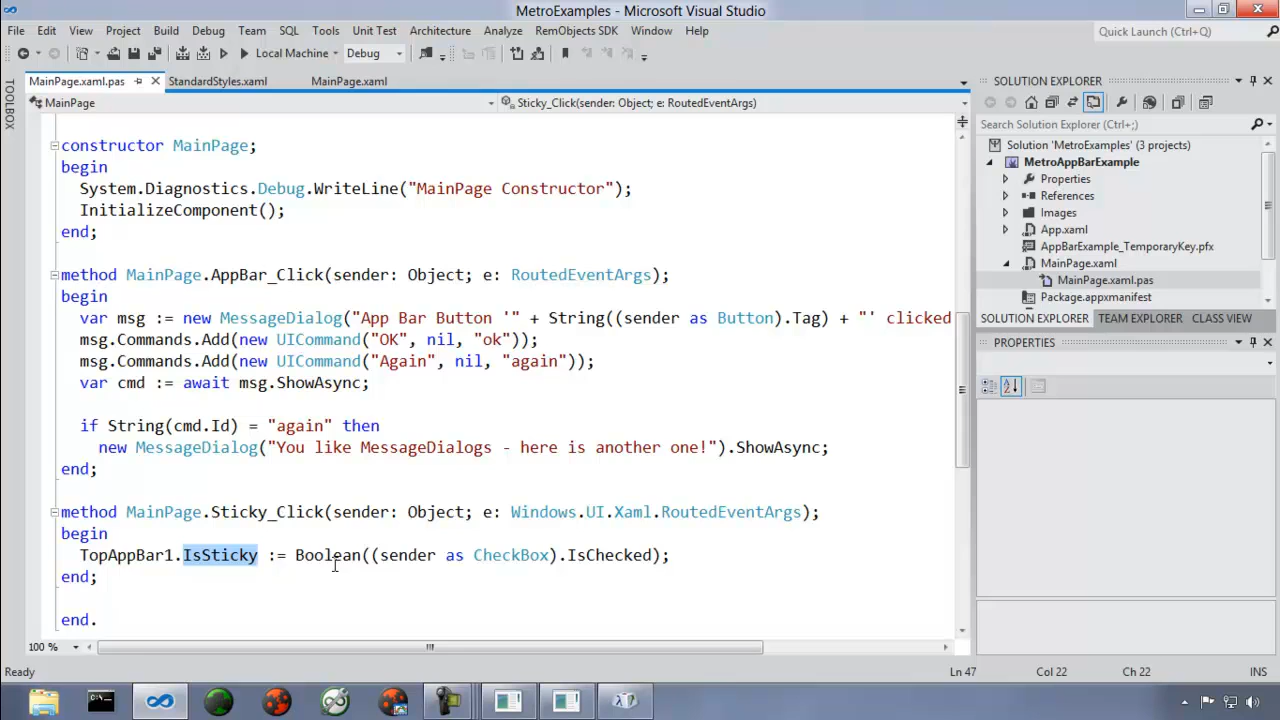 MetroExamples - Microsoft Visual Studio
File Edit View Project Build Debug Team SQL Tools Unit Test Architecture Analyze RemObjects SDK Window Help
Quick Launch (Ctrl+Q)
Local Machine Debug
TOOLBOX
MainPage.xaml.pas StandardStyles.xaml MainPage.xaml
MainPage Sticky_Click(sender: Object; e: RoutedEventArgs)
constructor MainPage;
begin
System.Diagnostics.Debug.WriteLine("MainPage Constructor");
InitializeComponent();
end;
method MainPage.AppBar_Click(sender: Object; e: RoutedEventArgs);
begin
var msg := new MessageDialog("App Bar Button '" + String((sender as Button).Tag) + "' clicked
msg.Commands.Add(new UICommand("OK", nil, "ok"));
msg.Commands.Add(new UICommand("Again", nil, "again"));
var cmd := await msg.ShowAsync;
if String(cmd.Id) = "again" then
new MessageDialog("You like MessageDialogs - here is another one!").ShowAsync;
end;
method MainPage.Sticky_Click(sender: Object; e: Windows.UI.Xaml.RoutedEventArgs);
begin
TopAppBar1.IsSticky := Boolean((sender as CheckBox).IsChecked);
end;
end.
100 %
SOLUTION EXPLORER
Search Solution Explorer (Ctrl+;)
Solution 'MetroExamples' (3 projects)
MetroAppBarExample
Properties
References
Images
App.xaml
AppBarExample_TemporaryKey.pfx
MainPage.xaml
MainPage.xaml.pas
Package.appxmanifest
SOLUTION EXPLORER TEAM EXPLORER CLASS VIEW
PROPERTIES
Ready Ln 47 Col 22 Ch 22 INS